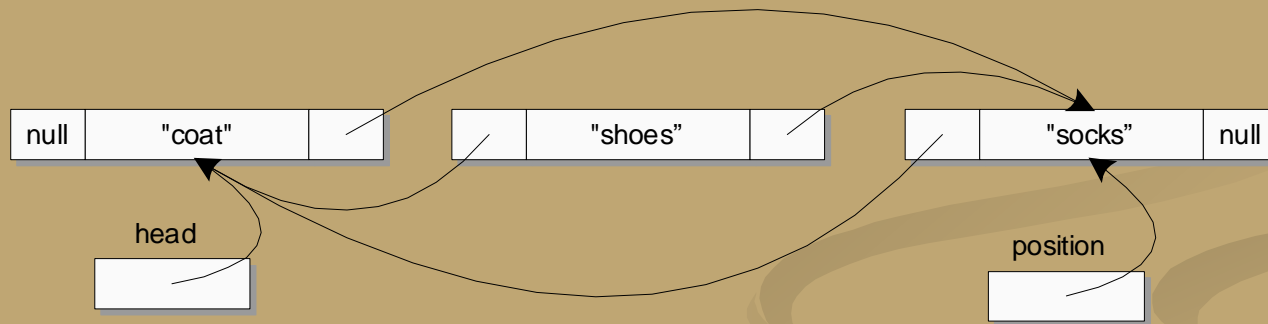 null "coat" "shoes” "socks” null
head
position